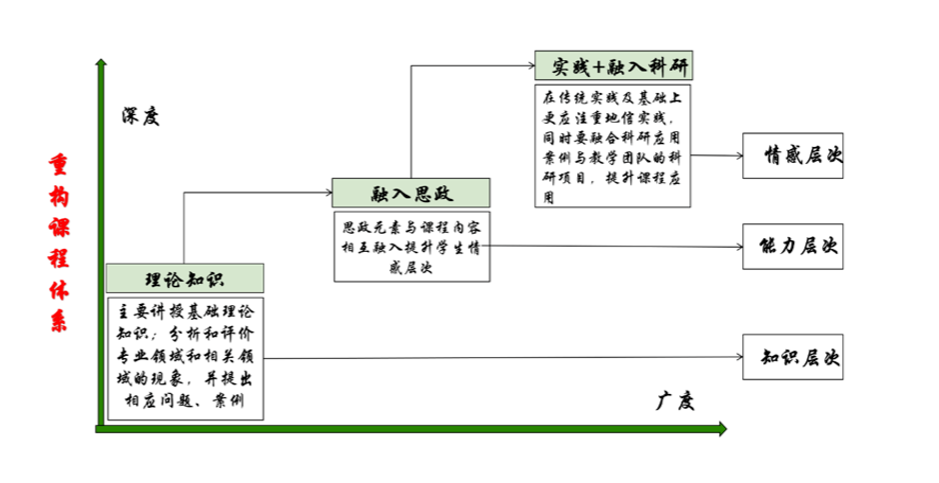 实践+融入科研
在传统实践及基础上
更应注重地信实践,
同时要融合科研应用
案例与教学团队的科
研项目，提升课程应
用
深度
情感层次
重构课程体系
融入思政
思政元素与课程内容
相互融入提升学生情
感层次
能力层次
理论知识
主要讲授基础理论
知识；分析和评价
专业领域和相关领
域的现象，并提出
相应问题、案例
知识层次
广度